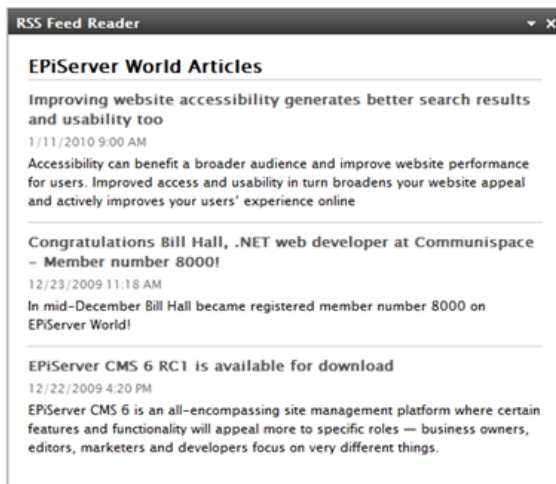 RSS Feed Reader
EPiServer World Articles
Improving website accessibility generates better search results
and usability too
1/11/2010 9:00 AM
Accessibility can benefit a broader audience and improve website performance
for users. Improved access and usability in turn broadens your website appeal
and actively improves your users' experience online
Congratulations Bill Hall, .NET web developer at Communispace
– Member number 8000!
12/23/2009 11:18 AM
In mid-December Bill Hall became registered member number 8000 on
EPiServer World!
EPiServer CMS 6 RC1 is available for download
12/22/2009 4:20 PM
EPiServer CMS 6 is an all-encompassing site management platform where certain
features and functionality will appeal more to specific roles — business owners,
editors, marketers and developers focus on very different things.